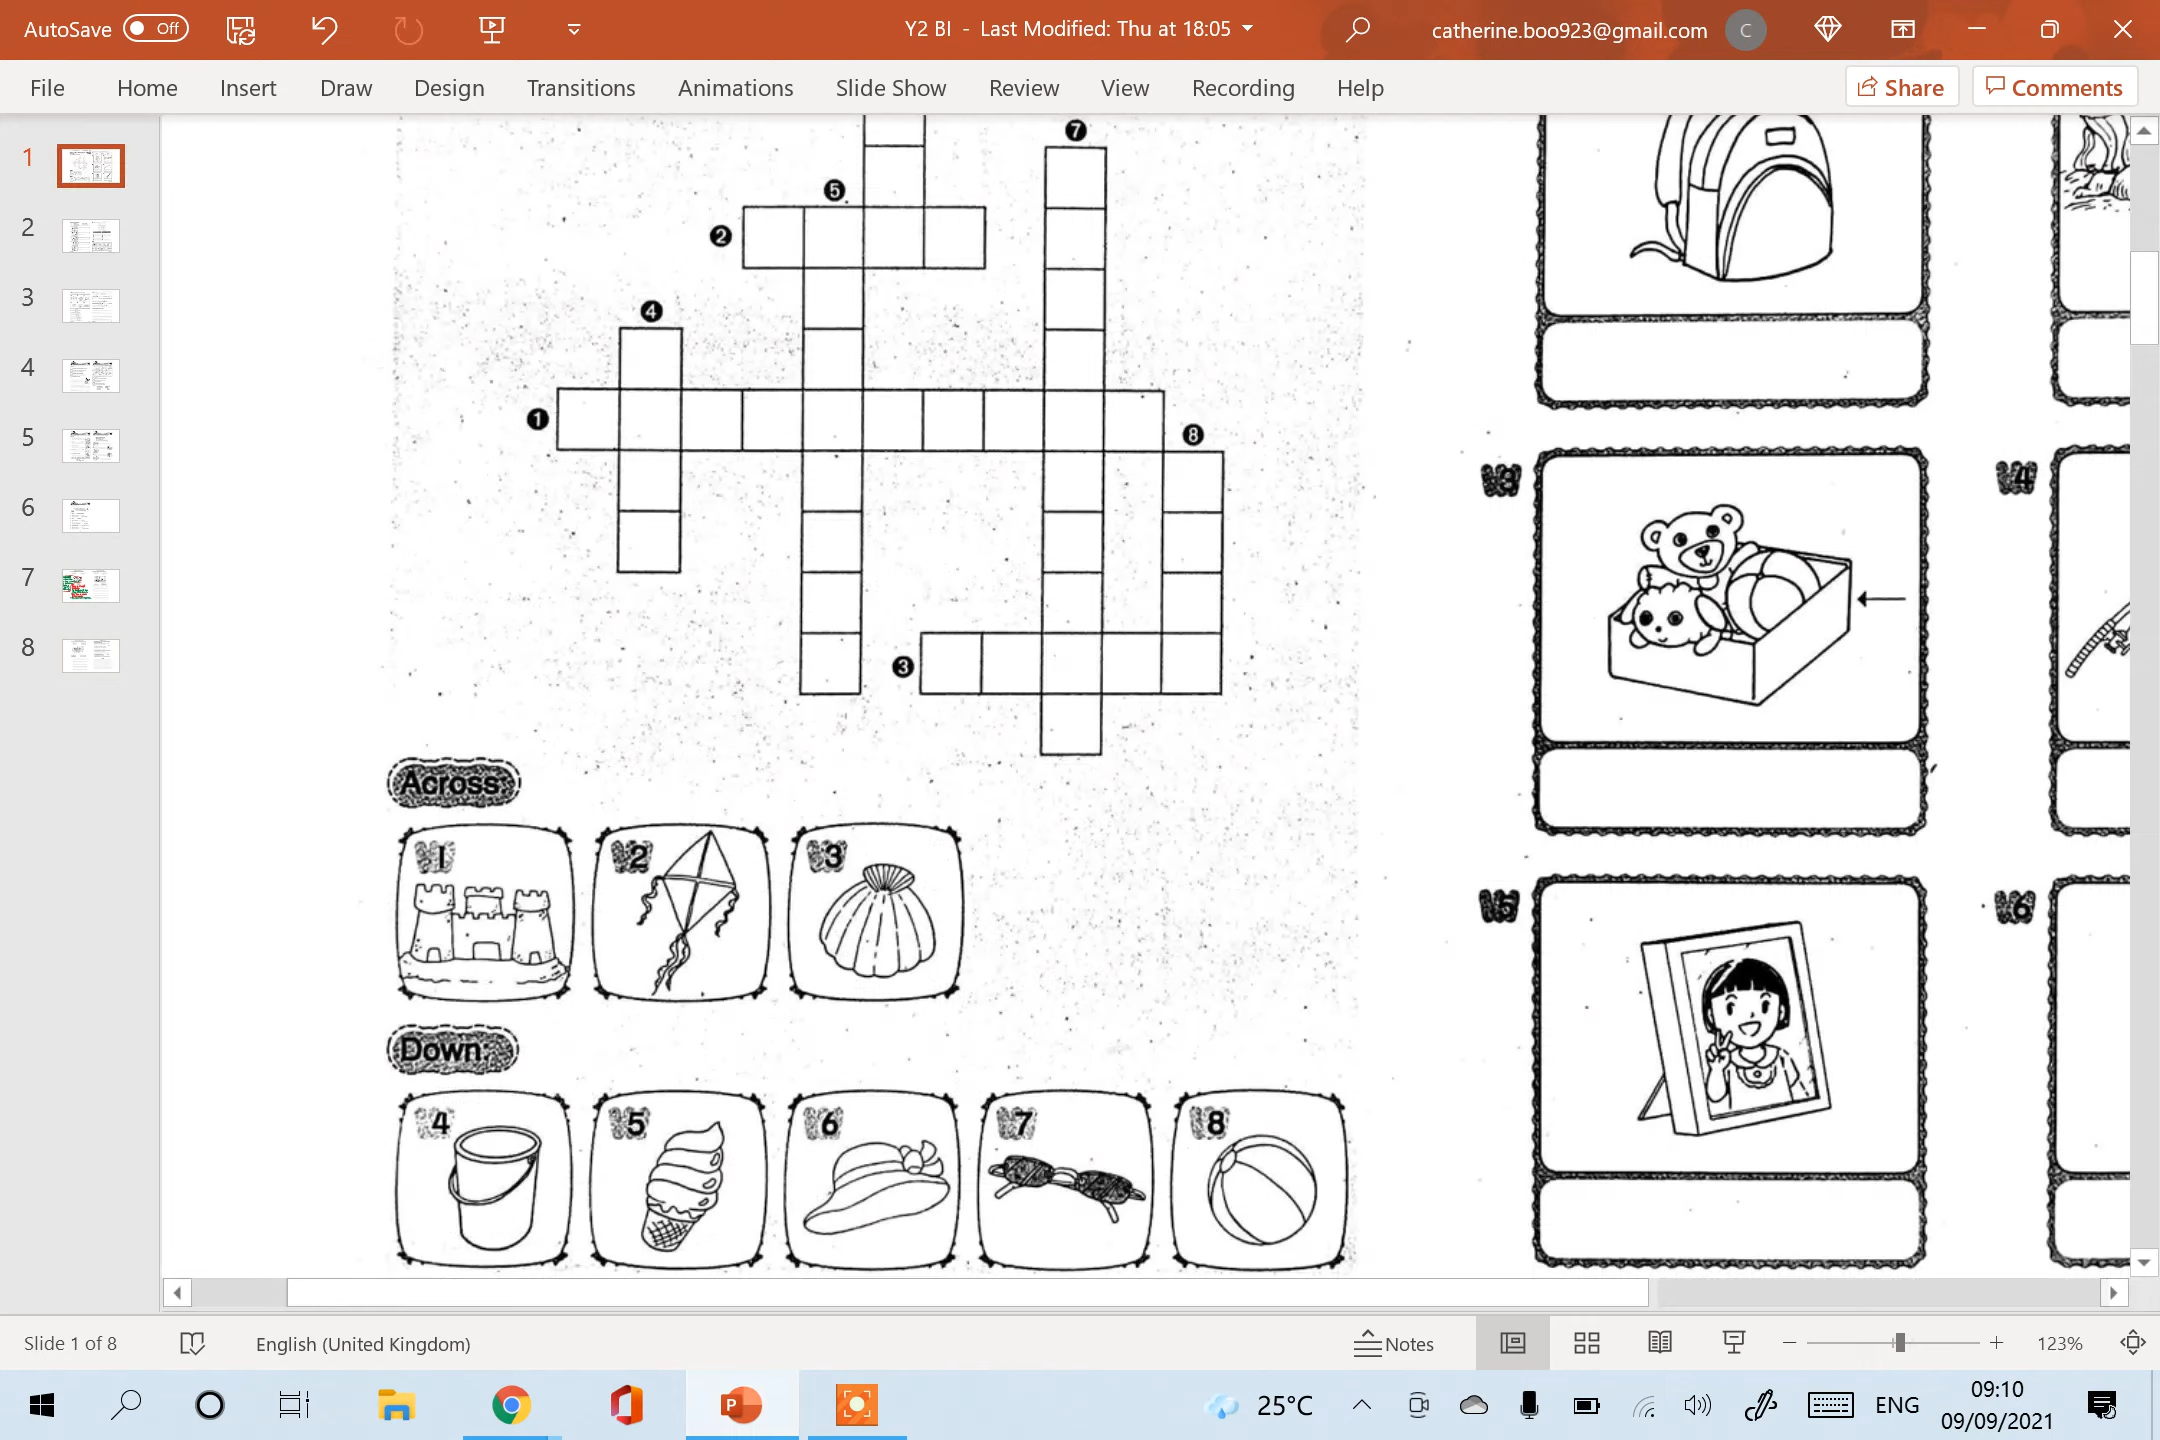 AutoSave Off Y2 BI - Last Modified: Thu at 18:05 catherine.boo923@gmail.com C
File Home Insert Draw Design Transitions Animations Slide Show Review View Recording Help Share Comments
1
2
3
4
5
6
7
8
7
5
2
4
1
8
3
3
4
5
6
Across:
1 2 3
Down:
4 5 6 7 8
Slide 1 of 8 English (United Kingdom) Notes 123%
P 25°C ENG 09:10
09/09/2021